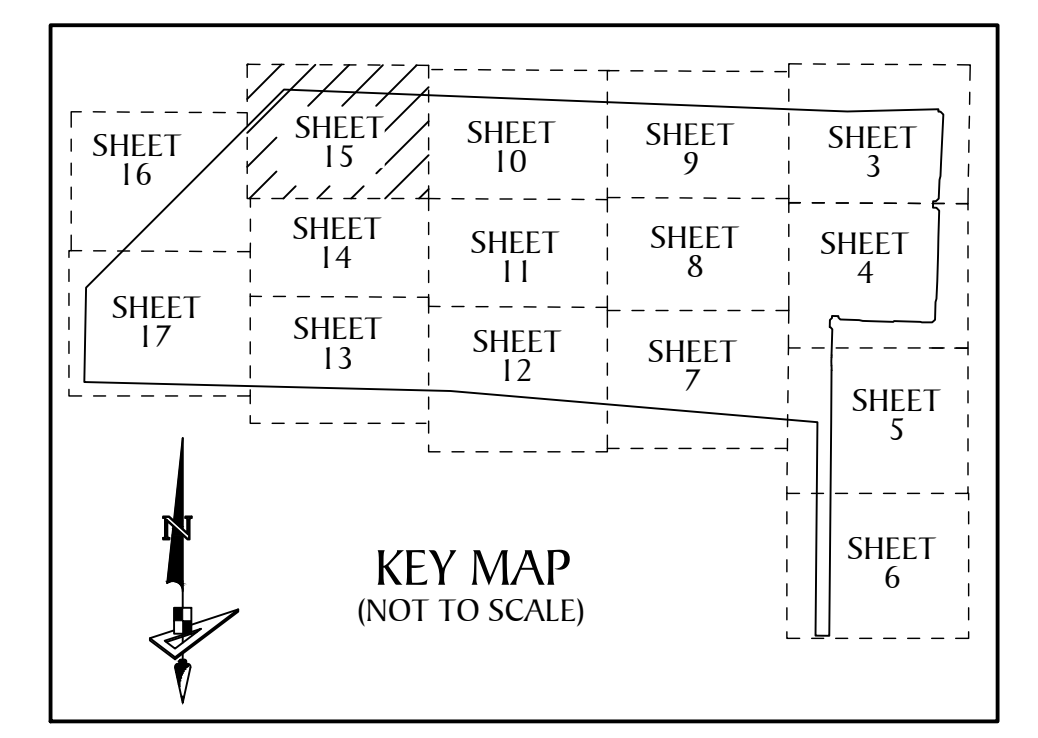 SHEET
15
SHEET
10
SHEET
9
SHEET
3
SHEET
16
SHEET
14
SHEET
11
SHEET
8
SHEET
4
SHEET
17
SHEET
13
SHEET
12
SHEET
7
SHEET
5
SHEET
6
N
KEY MAP
(NOT TO SCALE)